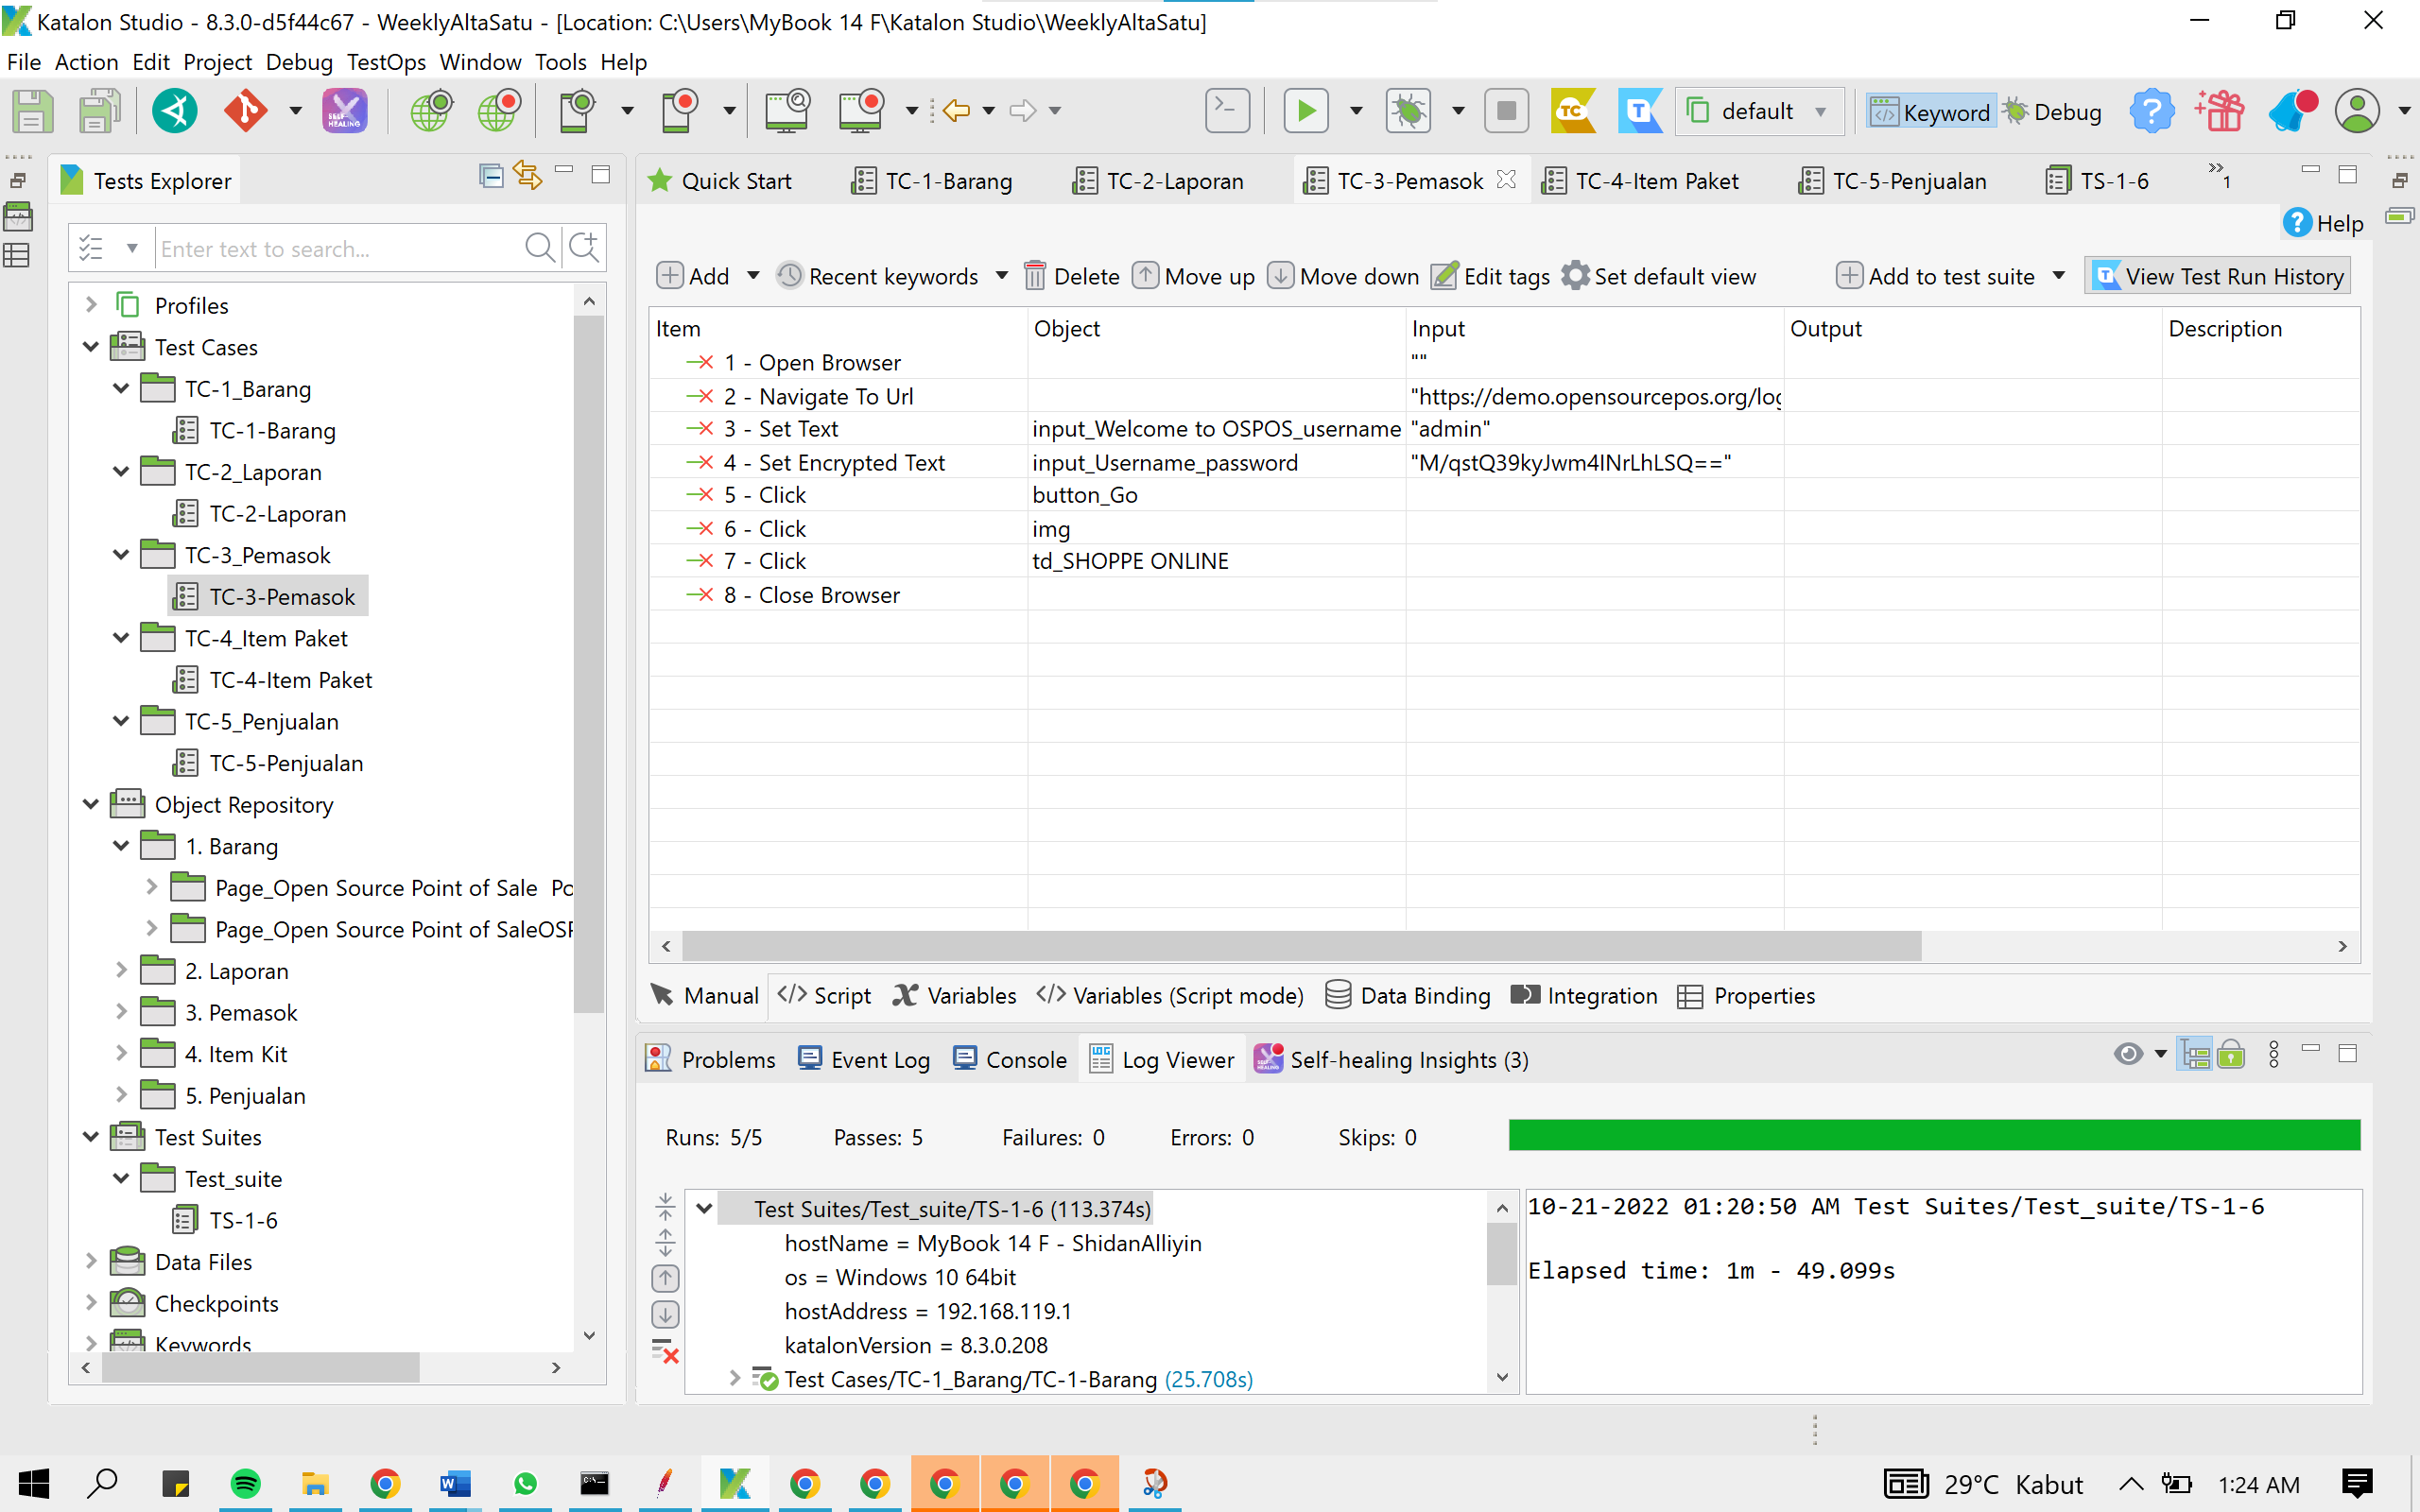 Katalon Studio - 8.3.0-d5f44c67 - WeeklyAltaSatu - [Location: C:\Users\MyBook 14 F\Katalon Studio\WeeklyAltaSatu]
File Action Edit Project Debug TestOps Window Tools Help
SELF HEALING TC default Keyword Debug
Tests Explorer
Enter text to search...
Profiles
Test Cases
TC-1_Barang
TC-1-Barang
TC-2_Laporan
TC-2-Laporan
TC-3_Pemasok
TC-3-Pemasok
TC-4_Item Paket
TC-4-Item Paket
TC-5_Penjualan
TC-5-Penjualan
Object Repository
1. Barang
Page_Open Source Point of Sale Po
Page_Open Source Point of SaleOSP
2. Laporan
3. Pemasok
4. Item Kit
5. Penjualan
Test Suites
Test_suite
TS-1-6
Data Files
Checkpoints
Keywords
Quick Start TC-1-Barang TC-2-Laporan TC-3-Pemasok TC-4-Item Paket TC-5-Penjualan TS-1-6 »1
Help
Add Recent keywords Delete Move up Move down Edit tags Set default view Add to test suite View Test Run History
Item Object Input Output Description
1 - Open Browser ""
2 - Navigate To Url "https://demo.opensourcepos.org/log
3 - Set Text input_Welcome to OSPOS_username "admin"
4 - Set Encrypted Text input_Username_password "M/qstQ39kyJwm4INrLhLSQ=="
5 - Click button_Go
6 - Click img
7 - Click td_SHOPPE ONLINE
8 - Close Browser
Manual Script Variables Variables (Script mode) Data Binding Integration Properties
Problems Event Log Console Log Viewer Self-healing Insights (3)
Runs: 5/5 Passes: 5 Failures: 0 Errors: 0 Skips: 0
Test Suites/Test_suite/TS-1-6 (113.374s)
hostName = MyBook 14 F - ShidanAlliyin
os = Windows 10 64bit
hostAddress = 192.168.119.1
katalonVersion = 8.3.0.208
Test Cases/TC-1_Barang/TC-1-Barang (25.708s)
10-21-2022 01:20:50 AM Test Suites/Test_suite/TS-1-6
Elapsed time: 1m - 49.099s
29°C Kabut 1:24 AM